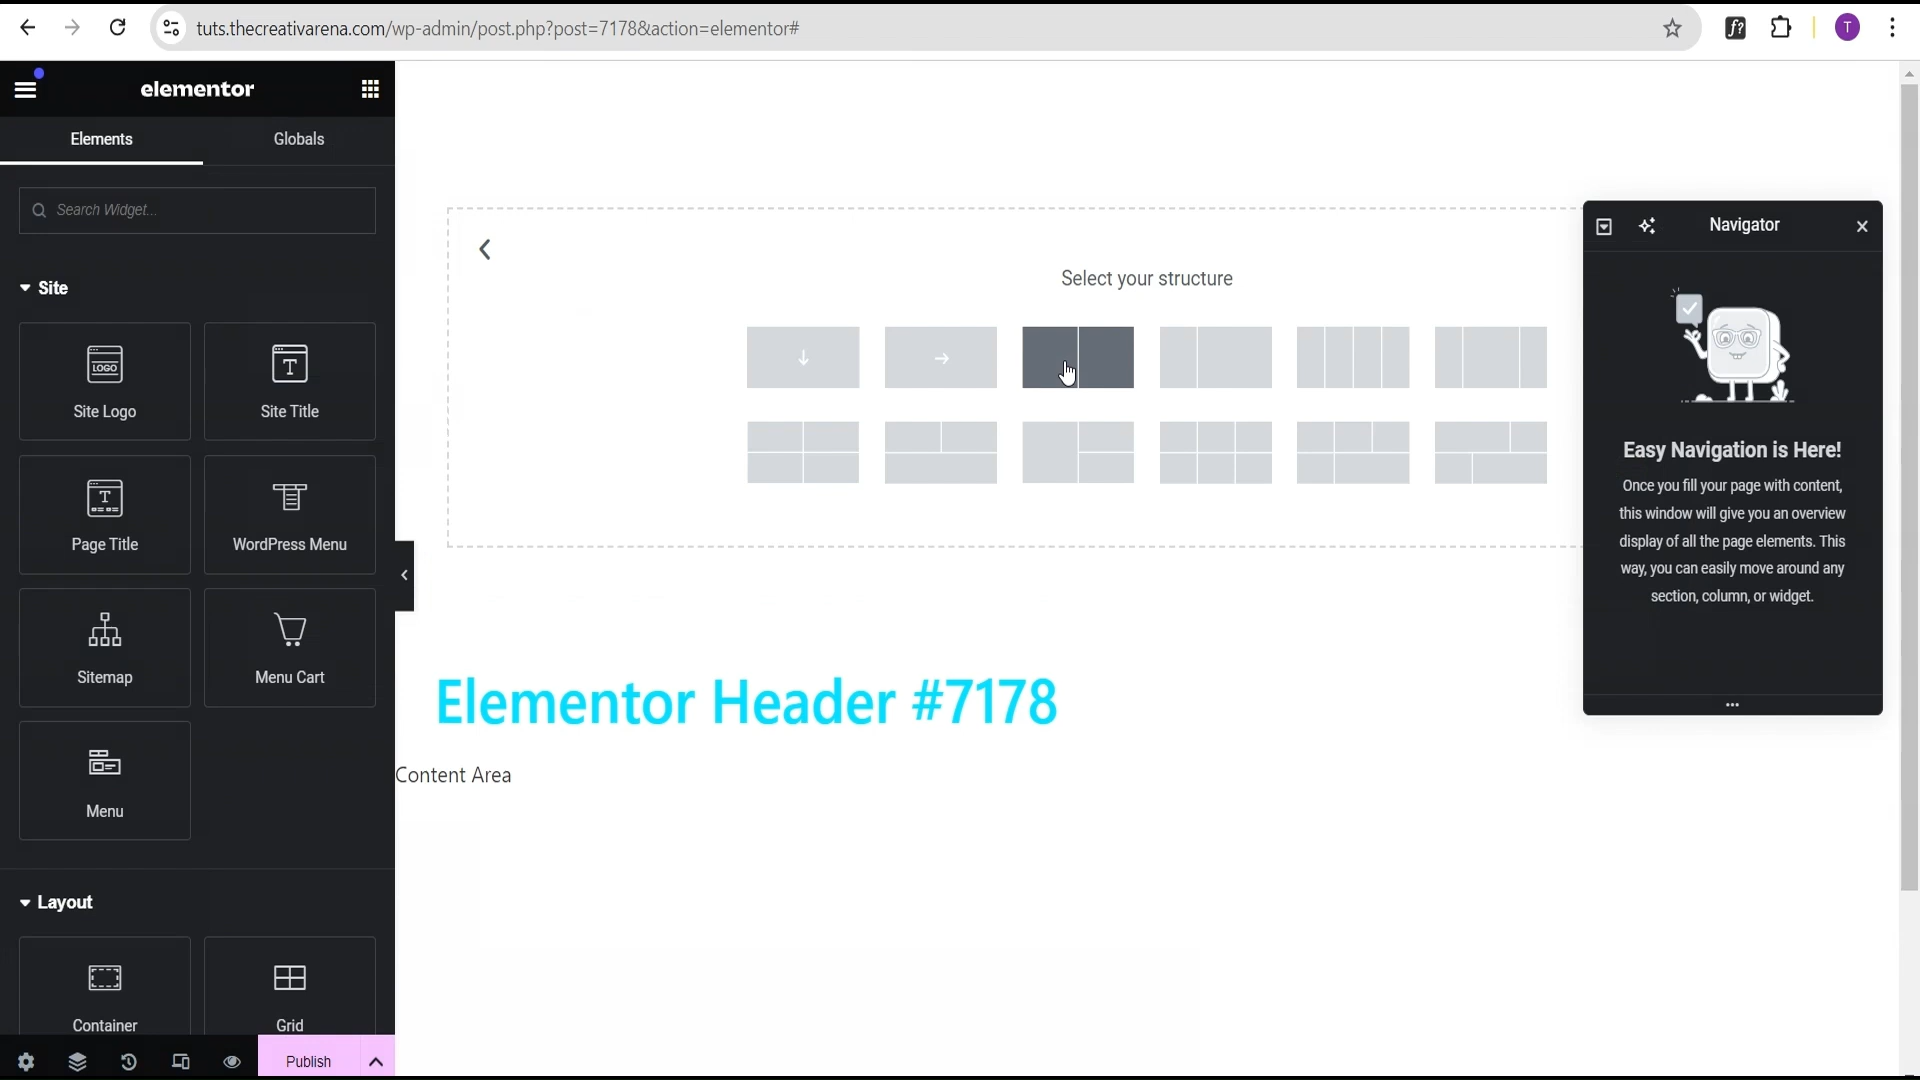 tuts.thecreativarena.com/wp-admin/post.php?post=7178&action=elementor#
T
elementor
Elements
Globals
Search Widget...
Site
LOGO
Site Logo
T
Site Title
T
Page Title
WordPress Menu
Sitemap
Menu Cart
Menu
Layout
Container
Grid
Publish
Select your structure
Elementor Header #7178
Content Area
Navigator
Easy Navigation is Here!
Once you fill your page with content,
this window will give you an overview
display of all the page elements. This
way, you can easily move around any
section, column, or widget.